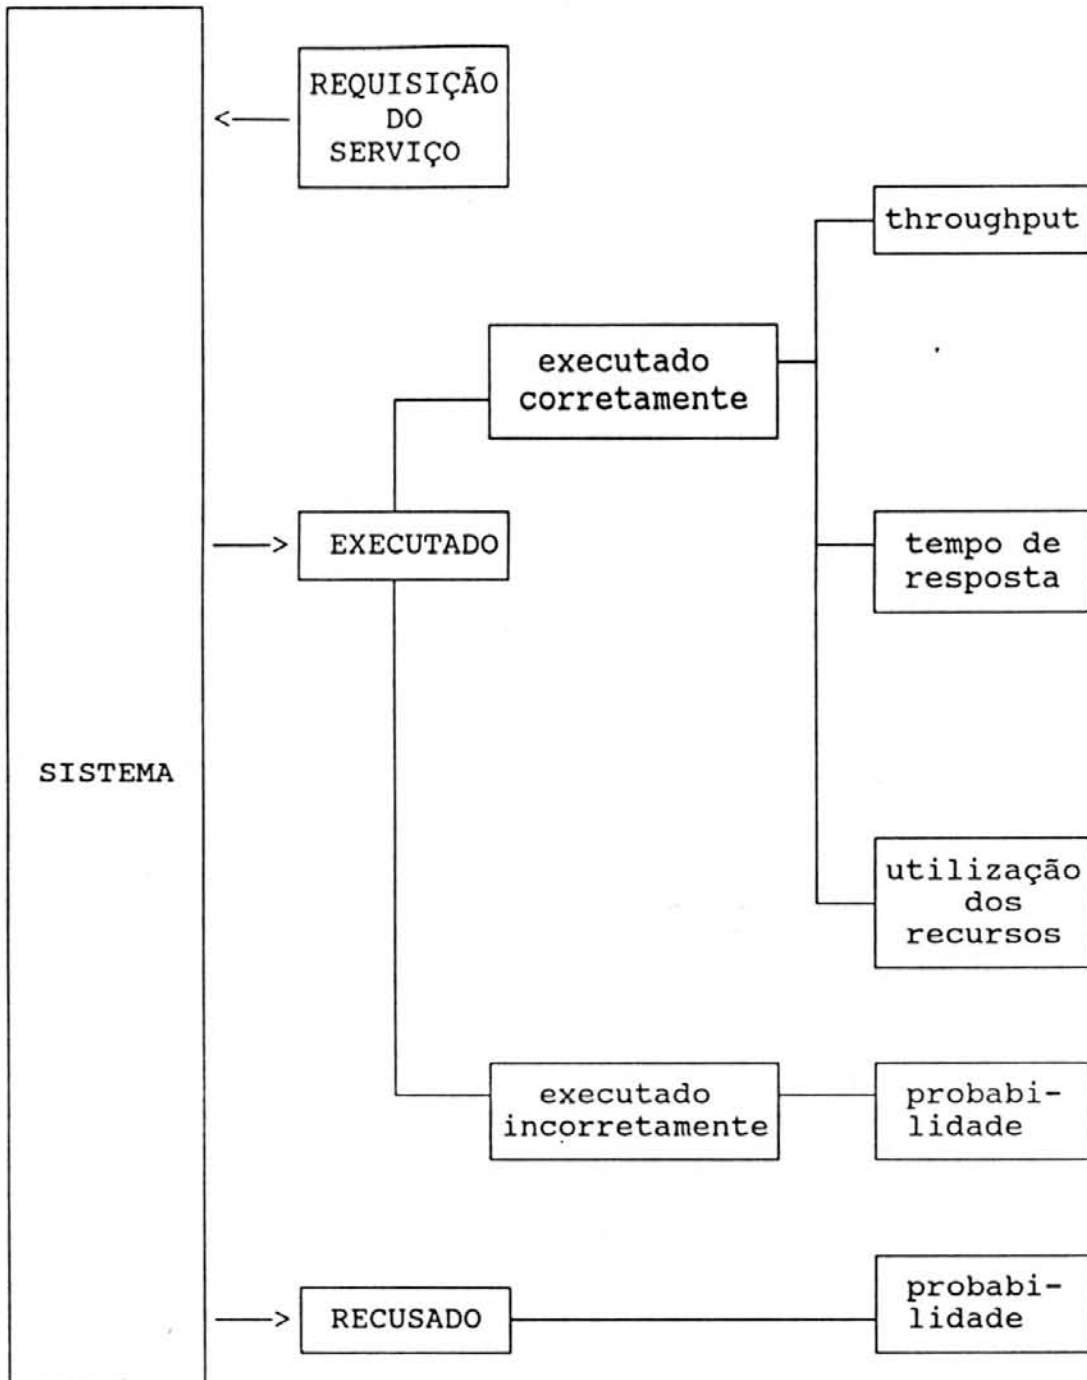 REQUISIÇÃO
DO
SERVIÇO
throughput
executado
corretamente
EXECUTADO
tempo de
resposta
SISTEMA
utilização
dos
recursos
executado
incorretamente
probabi-
lidade
RECUSADO
probabi-
lidade